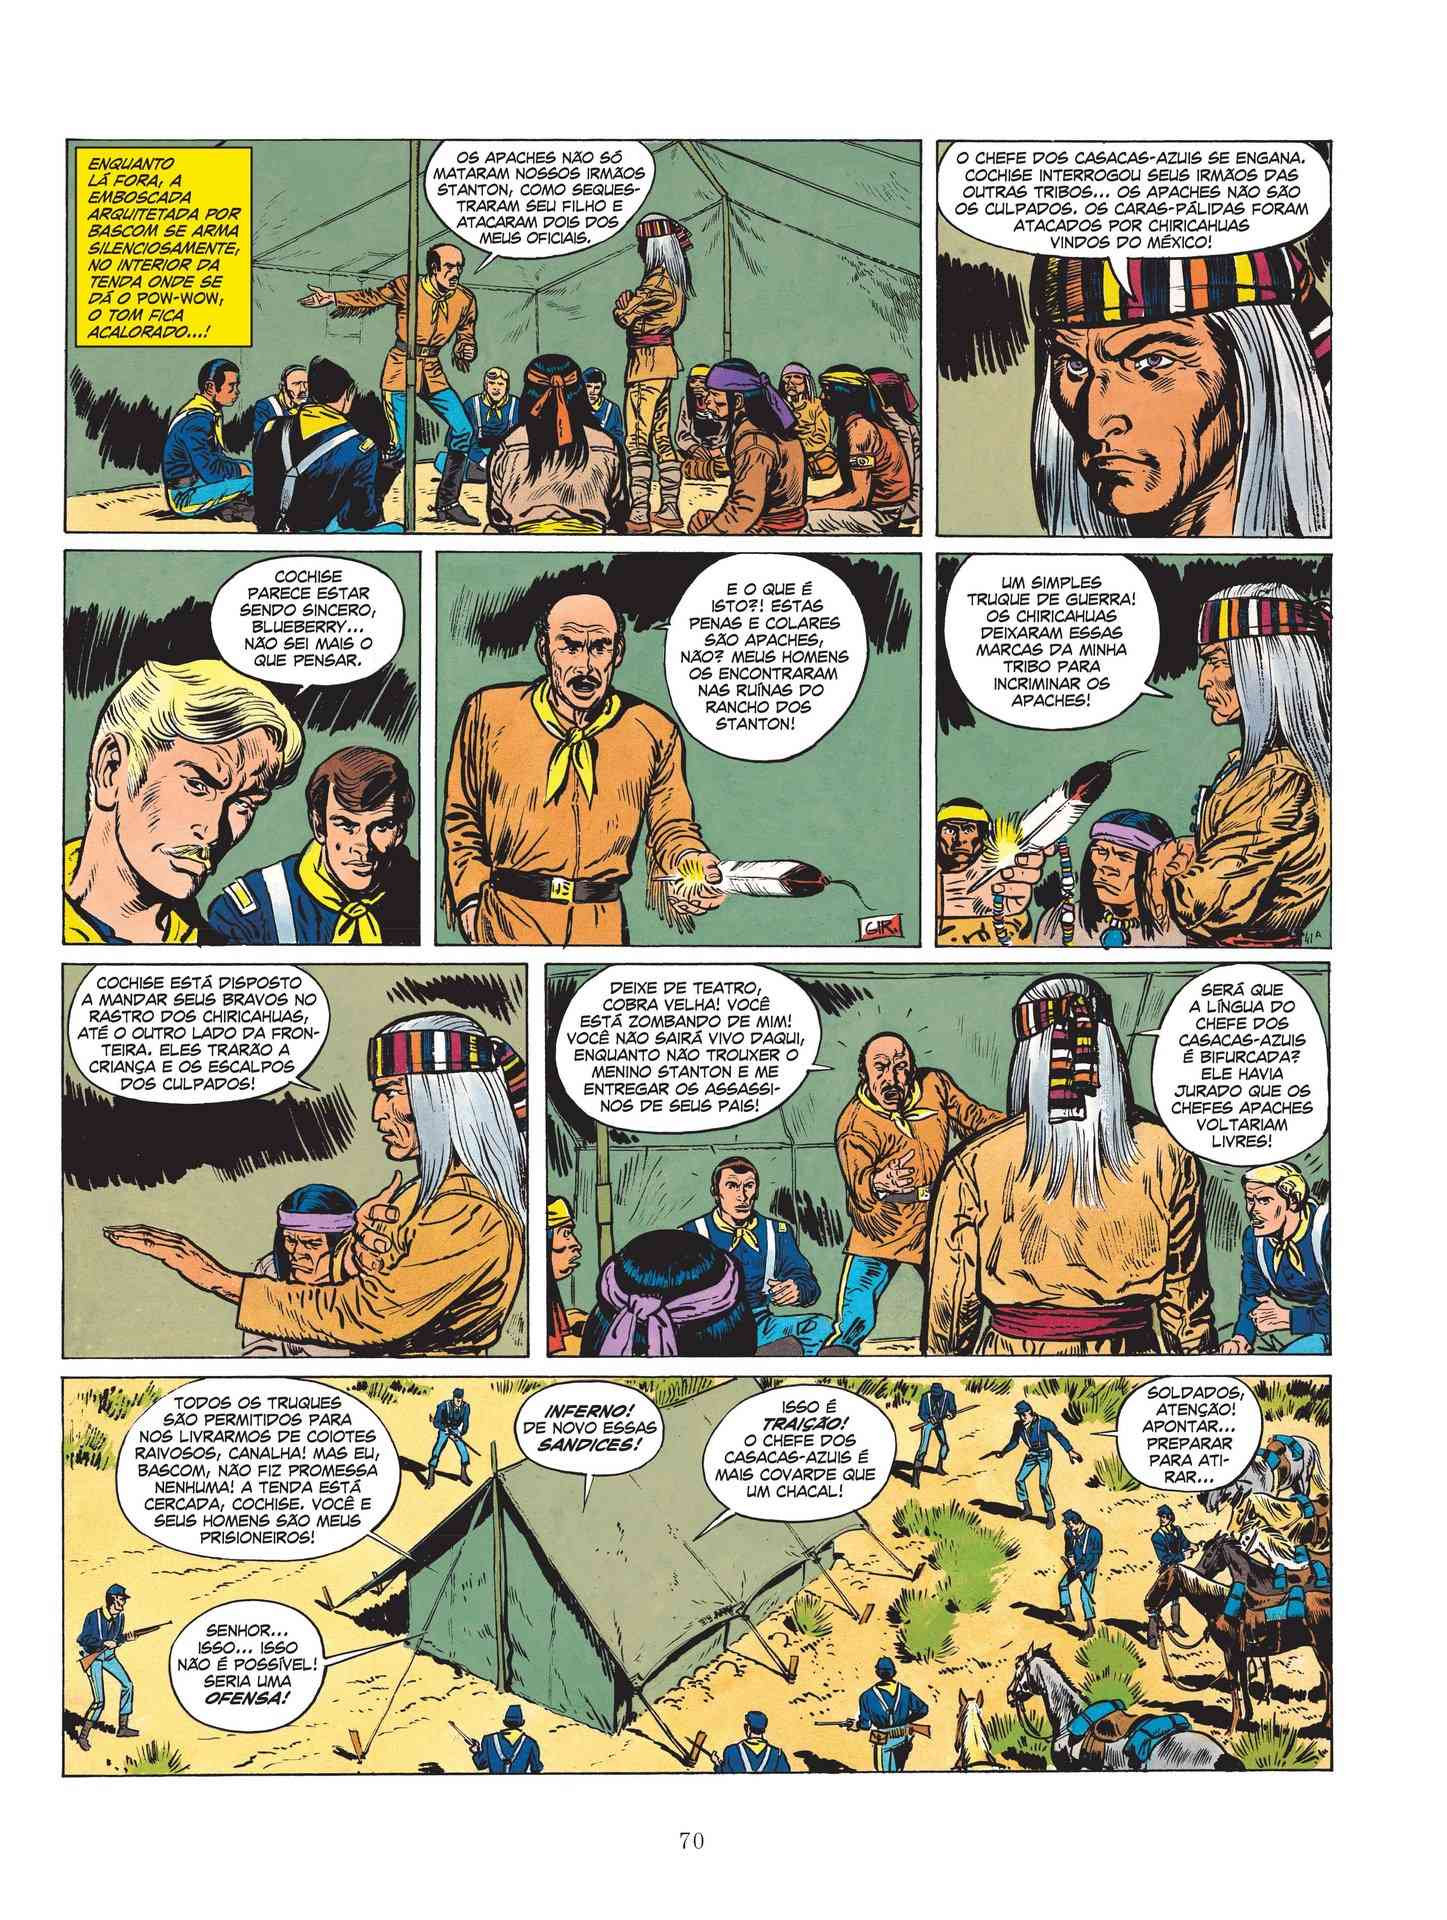 ENQUANTO
LÁ FORA, A
EMBOSCADA
ARQUITETADA POR
BASCOM SE ARMA
SILENCIOSAMENTE,
NO INTERIOR DA
TENDA ONDE SE
DÁ O POW-WOW,
O TOM FICA
ACALORADO...!
OS APACHES NÃO SÓ
MATARAM NOSSOS IRMÃOS
STANTON, COMO SEQUES-
TRARAM SEU FILHO E
ATACARAM DOIS DOS
MEUS OFICIAIS.
O CHEFE DOS CASACAS-AZUIS SE ENGANA.
COCHISE INTERROGOU SEUS IRMÃOS DAS
OUTRAS TRIBOS... OS APACHES NÃO SÃO
OS CULPADOS. OS CARAS-PÁLIDAS FORAM
ATACADOS POR CHIRICAHUAS
VINDOS DO MÉXICO!
COCHISE
PARECE ESTAR
SENDO SINCERO,
BLUEBERRY...
NÃO SEI MAIS O
QUE PENSAR.
E O QUE É
ISTO?! ESTAS
PENAS E COLARES
SÃO APACHES,
NÃO? MEUS HOMENS
OS ENCONTRARAM
NAS RUÍNAS DO
RANCHO DOS
STANTON!
GIR.
UM SIMPLES
TRUQUE DE GUERRA!
OS CHIRICAHUAS
DEIXARAM ESSAS
MARCAS DA MINHA
TRIBO PARA
INCRIMINAR OS
APACHES!
41A
COCHISE ESTÁ DISPOSTO
A MANDAR SEUS BRAVOS NO
RASTRO DOS CHIRICAHUAS,
ATÉ O OUTRO LADO DA FRON-
TEIRA. ELES TRARÃO A
CRIANÇA E OS ESCALPOS
DOS CULPADOS!
DEIXE DE TEATRO,
COBRA VELHA! VOCÊ
ESTÁ ZOMBANDO DE MIM!
VOCÊ NÃO SAIRÁ VIVO DAQUI,
ENQUANTO NÃO TROUXER O
MENINO STANTON E ME
ENTREGAR OS ASSASSI-
NOS DE SEUS PAIS!
SERÁ QUE
A LÍNGUA DO
CHEFE DOS
CASACAS-AZUIS
É BIFURCADA?
ELE HAVIA
JURADO QUE OS
CHEFES APACHES
VOLTARIAM
LIVRES!
TODOS OS TRUQUES
SÃO PERMITIDOS PARA
NOS LIVRARMOS DE COIOTES
RAIVOSOS, CANALHA! MAS EU,
BASCOM, NÃO FIZ PROMESSA
NENHUMA! A TENDA ESTÁ
CERCADA, COCHISE. VOCÊ E
SEUS HOMENS SÃO MEUS
PRISIONEIROS!
INFERNO!
DE NOVO ESSAS
SANDICES!
ISSO É
TRAIÇÃO!
O CHEFE DOS
CASACAS-AZUIS É
MAIS COVARDE QUE
UM CHACAL!
SOLDADOS,
ATENÇÃO!
APONTAR...
PREPARAR
PARA ATI-
RAR...
SENHOR...
ISSO... ISSO
NÃO É POSSÍVEL!
SERIA UMA
OFENSA!
70